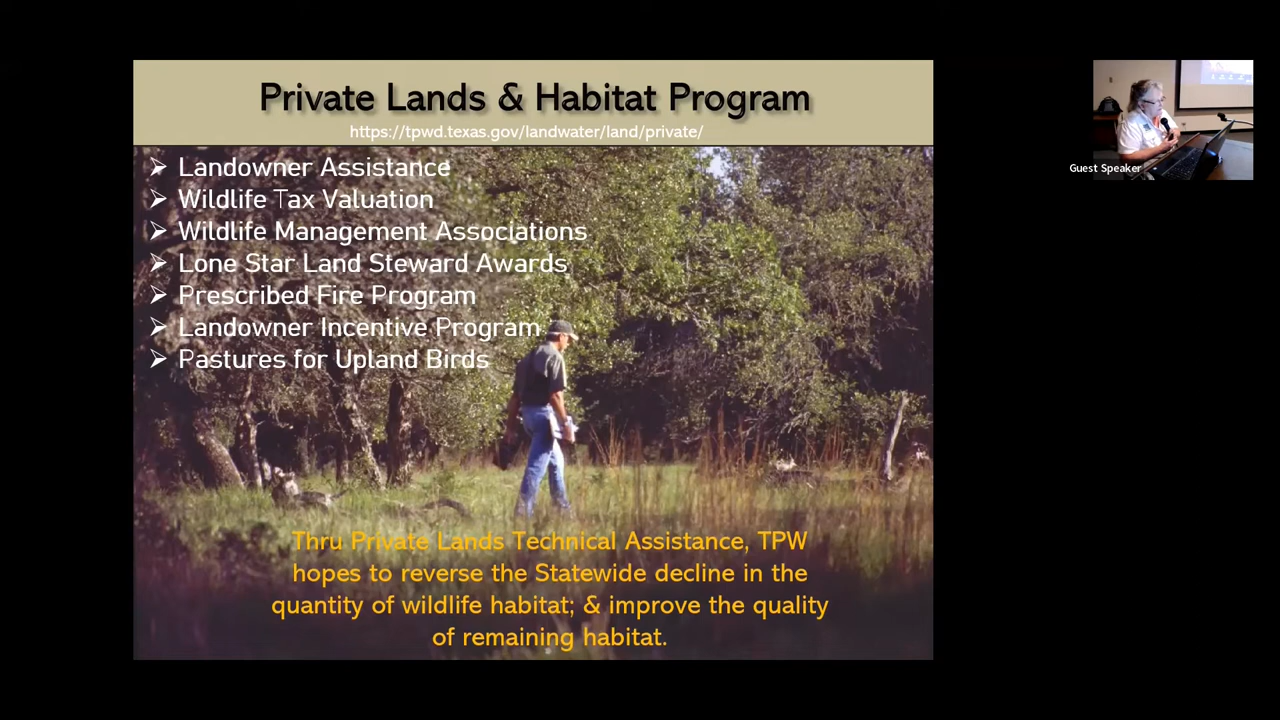 Private Lands & Habitat Program
https://tpwd.texas.gov/landwater/land/private/
➢ Landowner Assistance
➢ Wildlife Tax Valuation
➢ Wildlife Management Associations
➢ Lone Star Land Steward Awards
➢ Prescribed Fire Program
➢ Landowner Incentive Program
➢ Pastures for Upland Birds
Thru Private Lands Technical Assistance, TPW
hopes to reverse the Statewide decline in the
quantity of wildlife habitat; & improve the quality
of remaining habitat.
Guest Speaker